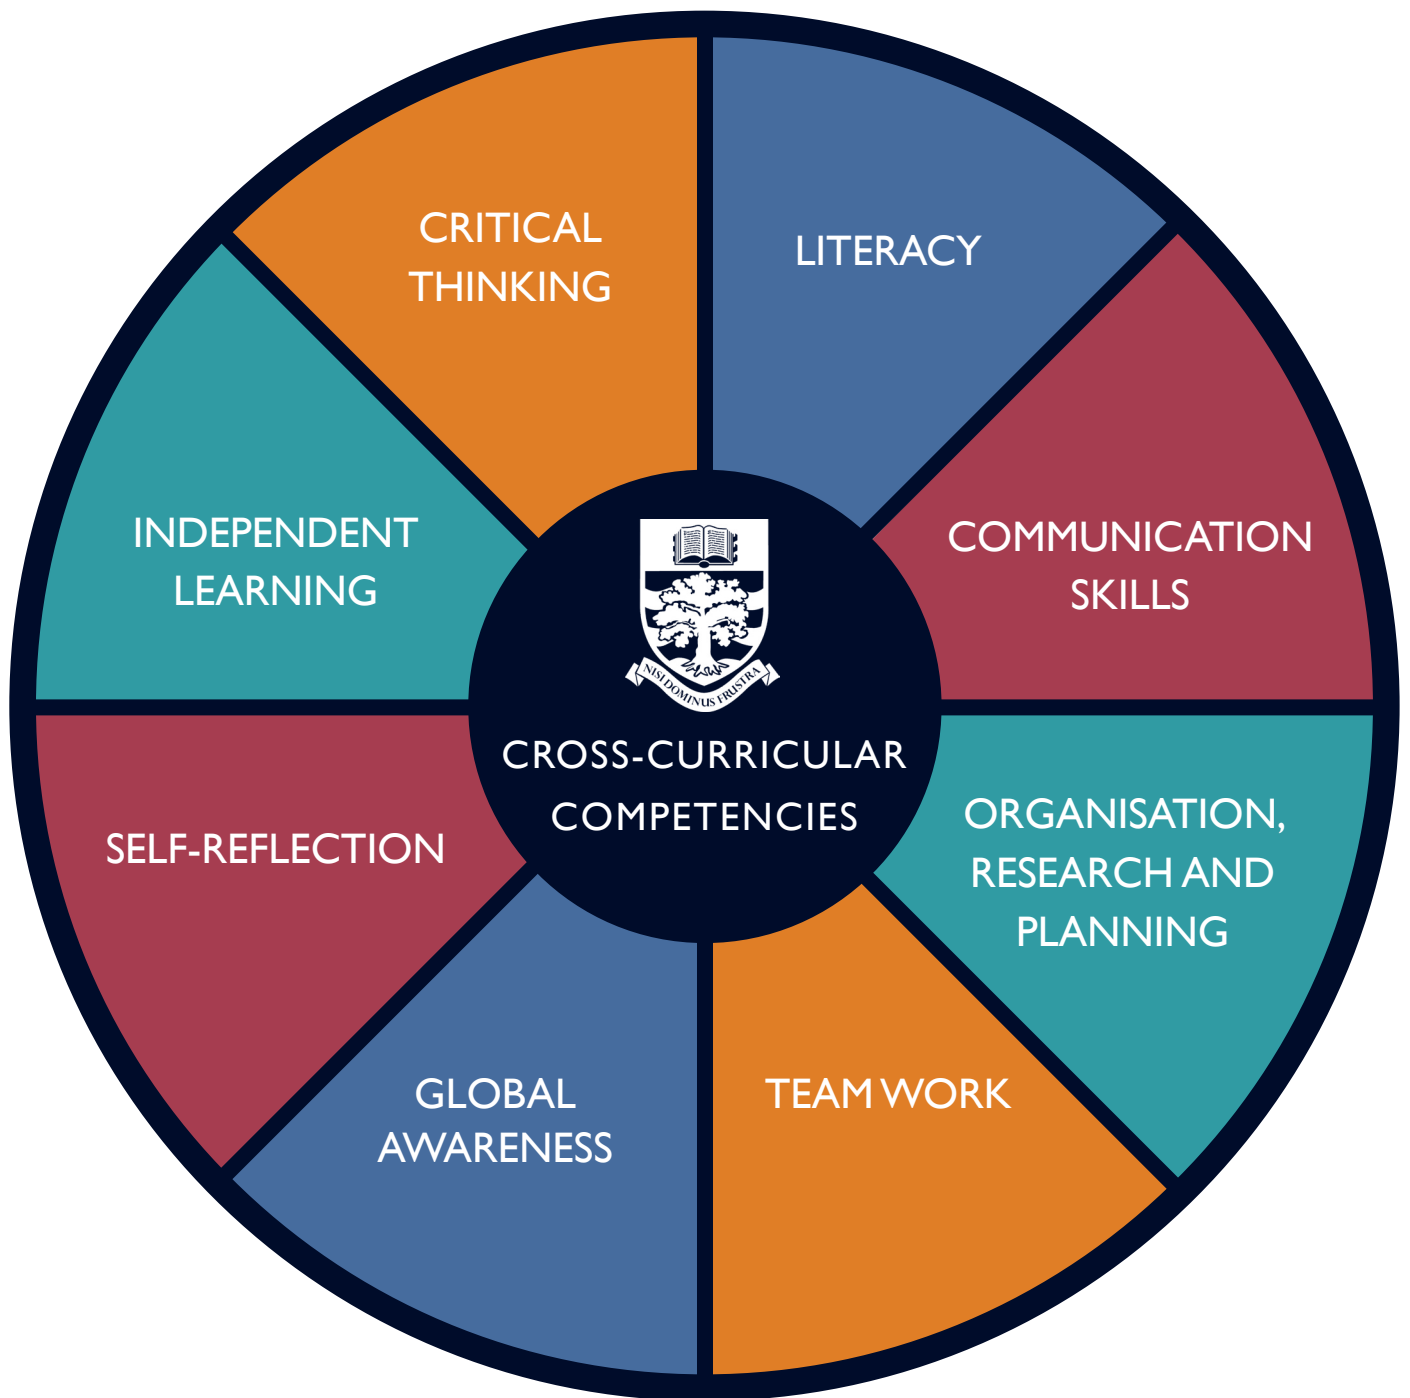 CRITICAL
THINKING
LITERACY
COMMUNICATION
SKILLS
ORGANISATION,
RESEARCH AND
PLANNING
TEAM WORK
GLOBAL
AWARENESS
SELF-REFLECTION
INDEPENDENT
LEARNING
NISI DOMINUS FRUSTRA
CROSS-CURRICULAR
COMPETENCIES